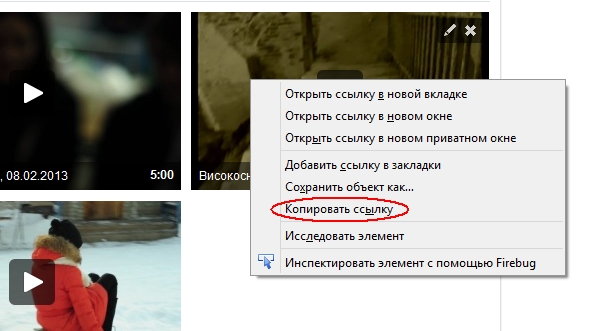 , 08.02.2013
5:00
Високосн
Открыть ссылку в новой вкладке
Открыть ссылку в новом окне
Открыть ссылку в новом приватном окне
Добавить ссылку в закладки
Сохранить объект как...
Копировать ссылку
Исследовать элемент
Инспектировать элемент с помощью Firebug